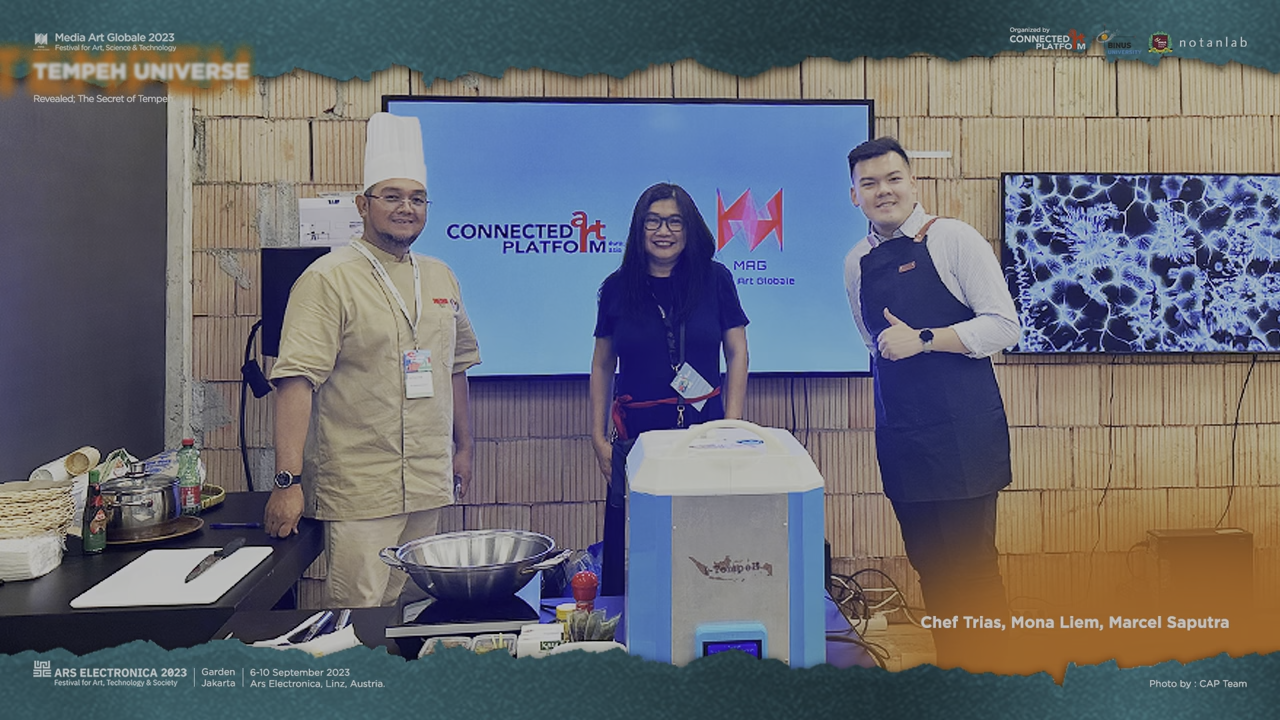 Media Art Globale 2023
Festival for Art, Science & Technology
TEMPEH UNIVERSE
Revealed; The Secret of Tempeh
Organized by
CONNECTED art PLATFORM
BINUS UNIVERSITY
notanlab
CONNECTED art
PLATFORM
MAG
Art Globale
Chef Trias, Mona Liem, Marcel Saputra
ARS ELECTRONICA 2023
Festival for Art, Technology & Society
Garden
Jakarta
6-10 September 2023
Ars Electronica, Linz, Austria.
Photo by : CAP Team